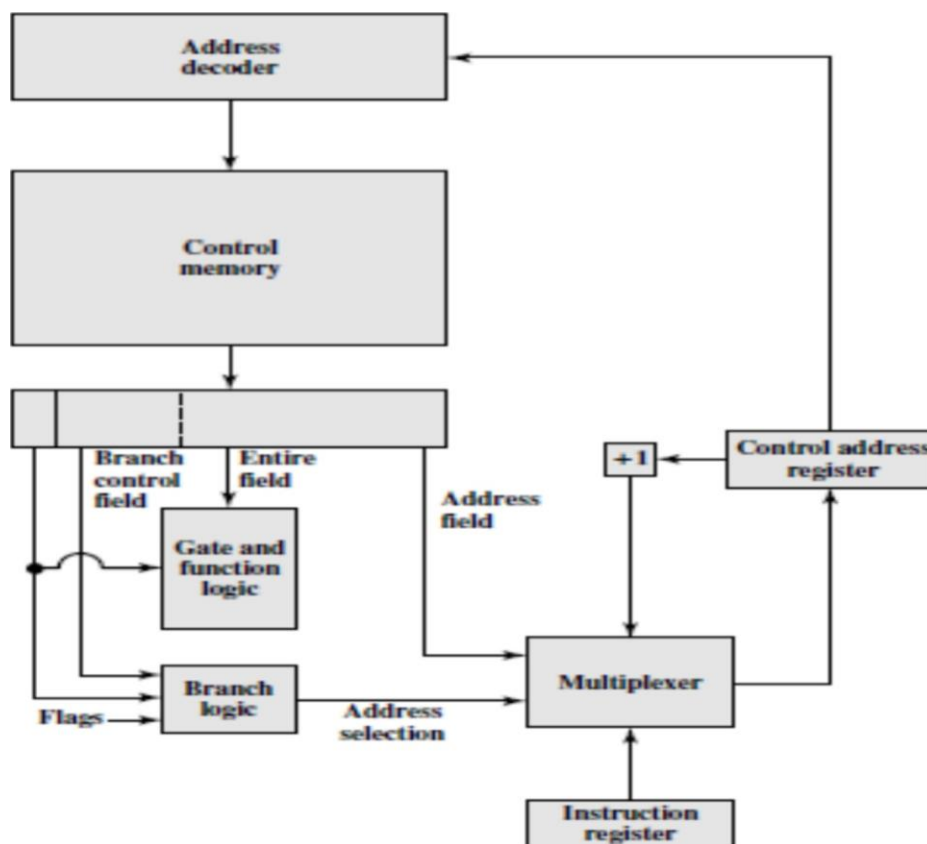 Address
decoder
Control
memory
Branch
control
field
Entire
field
Address
field
+1
Control address
register
Gate and
function
logic
Multiplexer
Branch
logic
Flags
Address
selection
Instruction
register